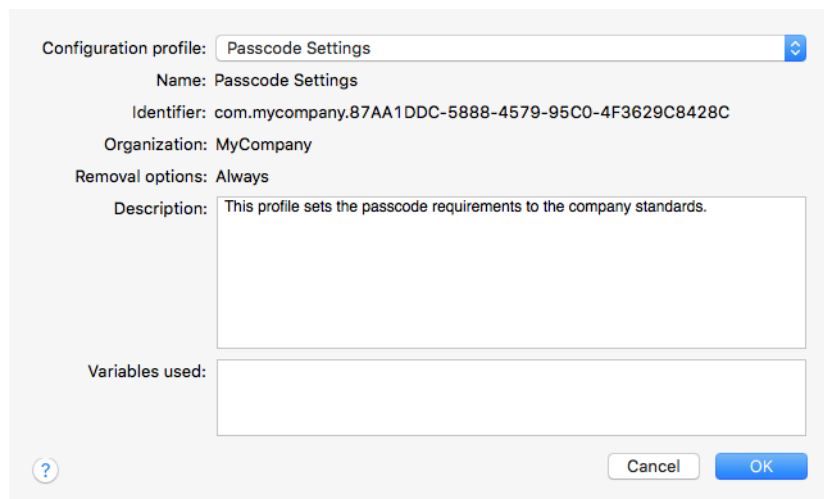 Configuration profile: Passcode Settings
Name: Passcode Settings
Identifier: com.mycompany.87AA1DDC-5888-4579-95C0-4F3629C8428C
Organization: MyCompany
Removal options: Always
Description: This profile sets the passcode requirements to the company standards.
Variables used:
? Cancel OK